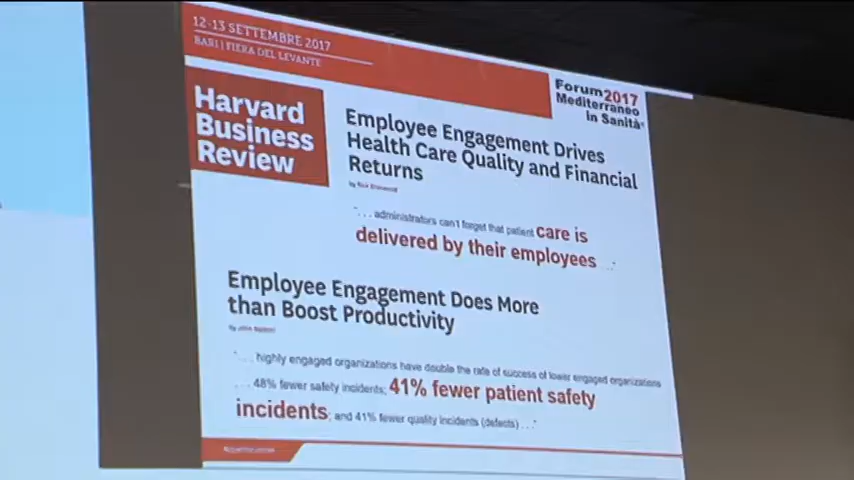 12-13 SETTEMBRE 2017
BARI | FIERA DEL LEVANTE
Forum2017
Mediterraneo
in Sanità
Harvard
Business
Review
Employee Engagement Drives
Health Care Quality and Financial
Returns
"... administrators can't forget that patient care is
delivered by their employees ..."
Employee Engagement Does More
than Boost Productivity
by John Baldoni
"... highly engaged organizations have double the rate of success of lower engaged organizations
... 48% fewer safety incidents; 41% fewer patient safety
incidents; and 41% fewer quality incidents (defects) ..."